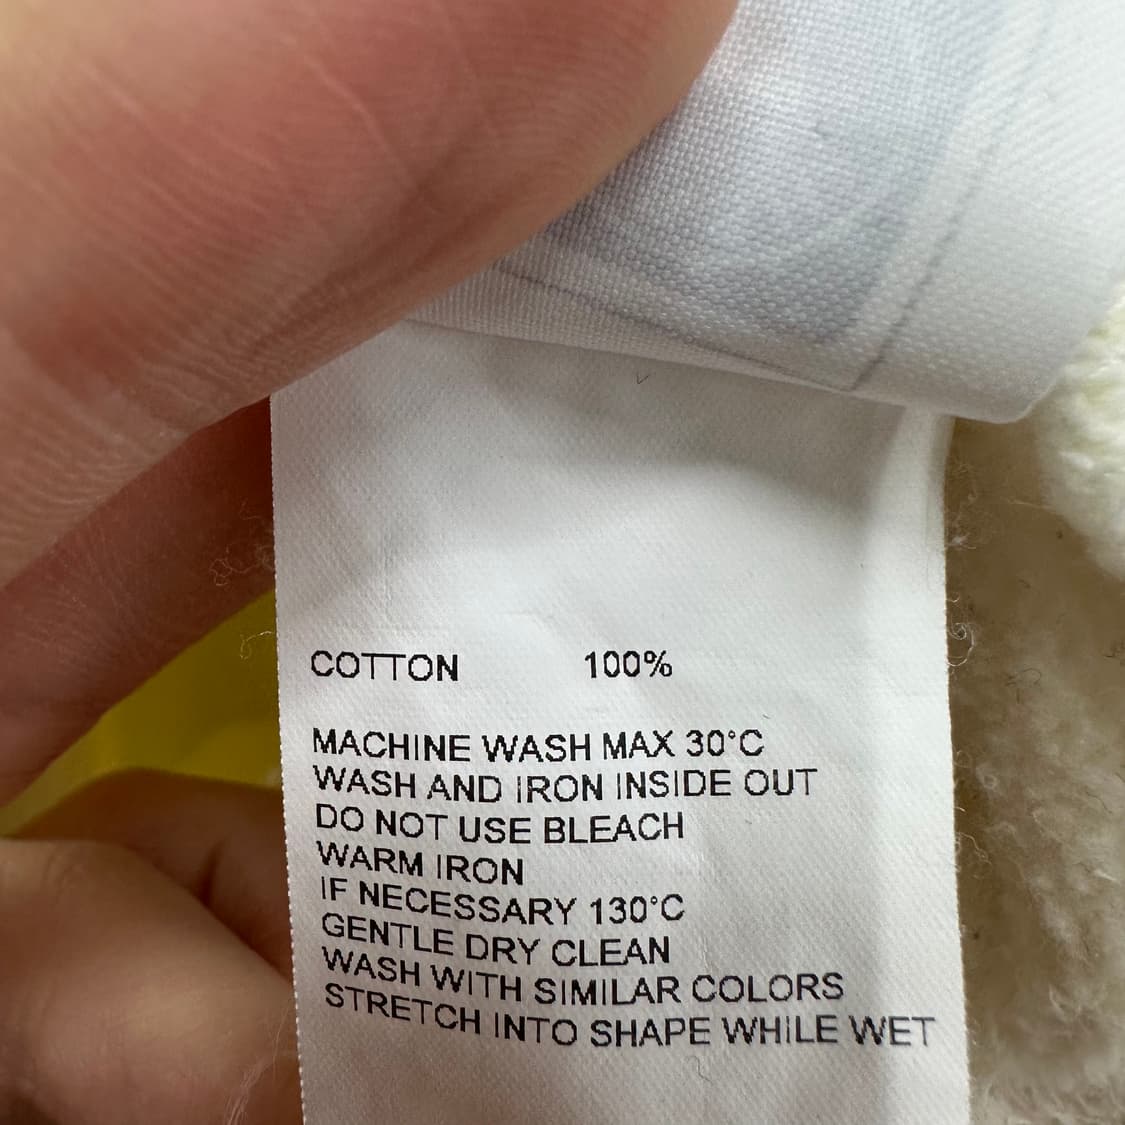 COTTON 100%
MACHINE WASH MAX 30°C
WASH AND IRON INSIDE OUT
DO NOT USE BLEACH
WARM IRON
IF NECESSARY 130°C
GENTLE DRY CLEAN
WASH WITH SIMILAR COLORS
STRETCH INTO SHAPE WHILE WET